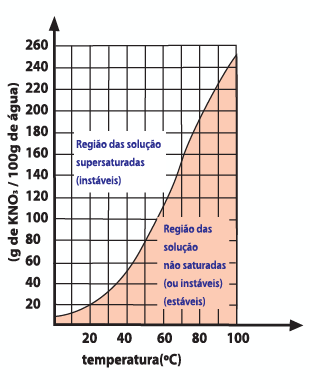 260
240
220
200
180
160
140
120
100
80
60
40
20
(g de KNO₃ / 100g de água)
Região das solução
supersaturadas
(instáveis)
Região das
solução
não saturadas
(ou instáveis)
(estáveis)
20 40 60 80 100
temperatura(ºC)